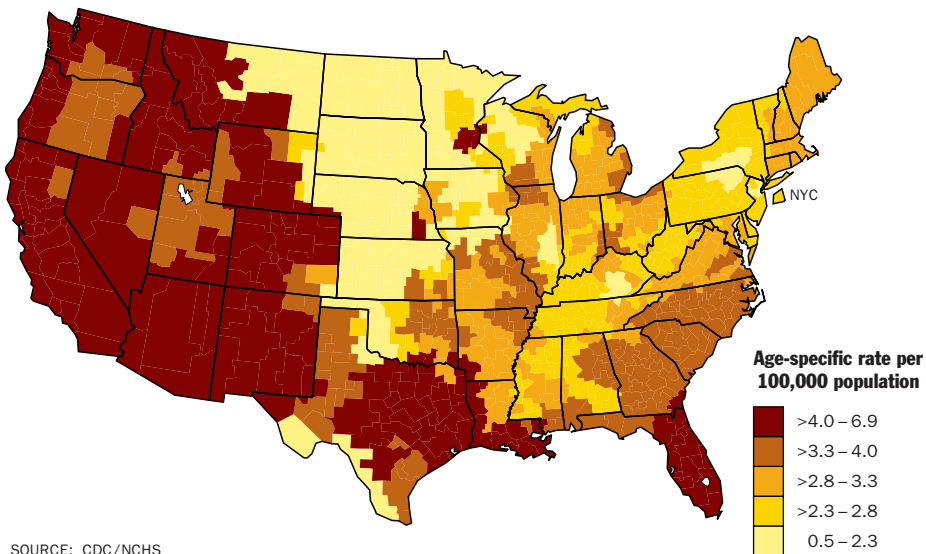 NYC
Age-specific rate per
100,000 population
>4.0 – 6.9
>3.3 – 4.0
>2.8 – 3.3
>2.3 – 2.8
0.5 – 2.3
SOURCE: CDC/NCHS